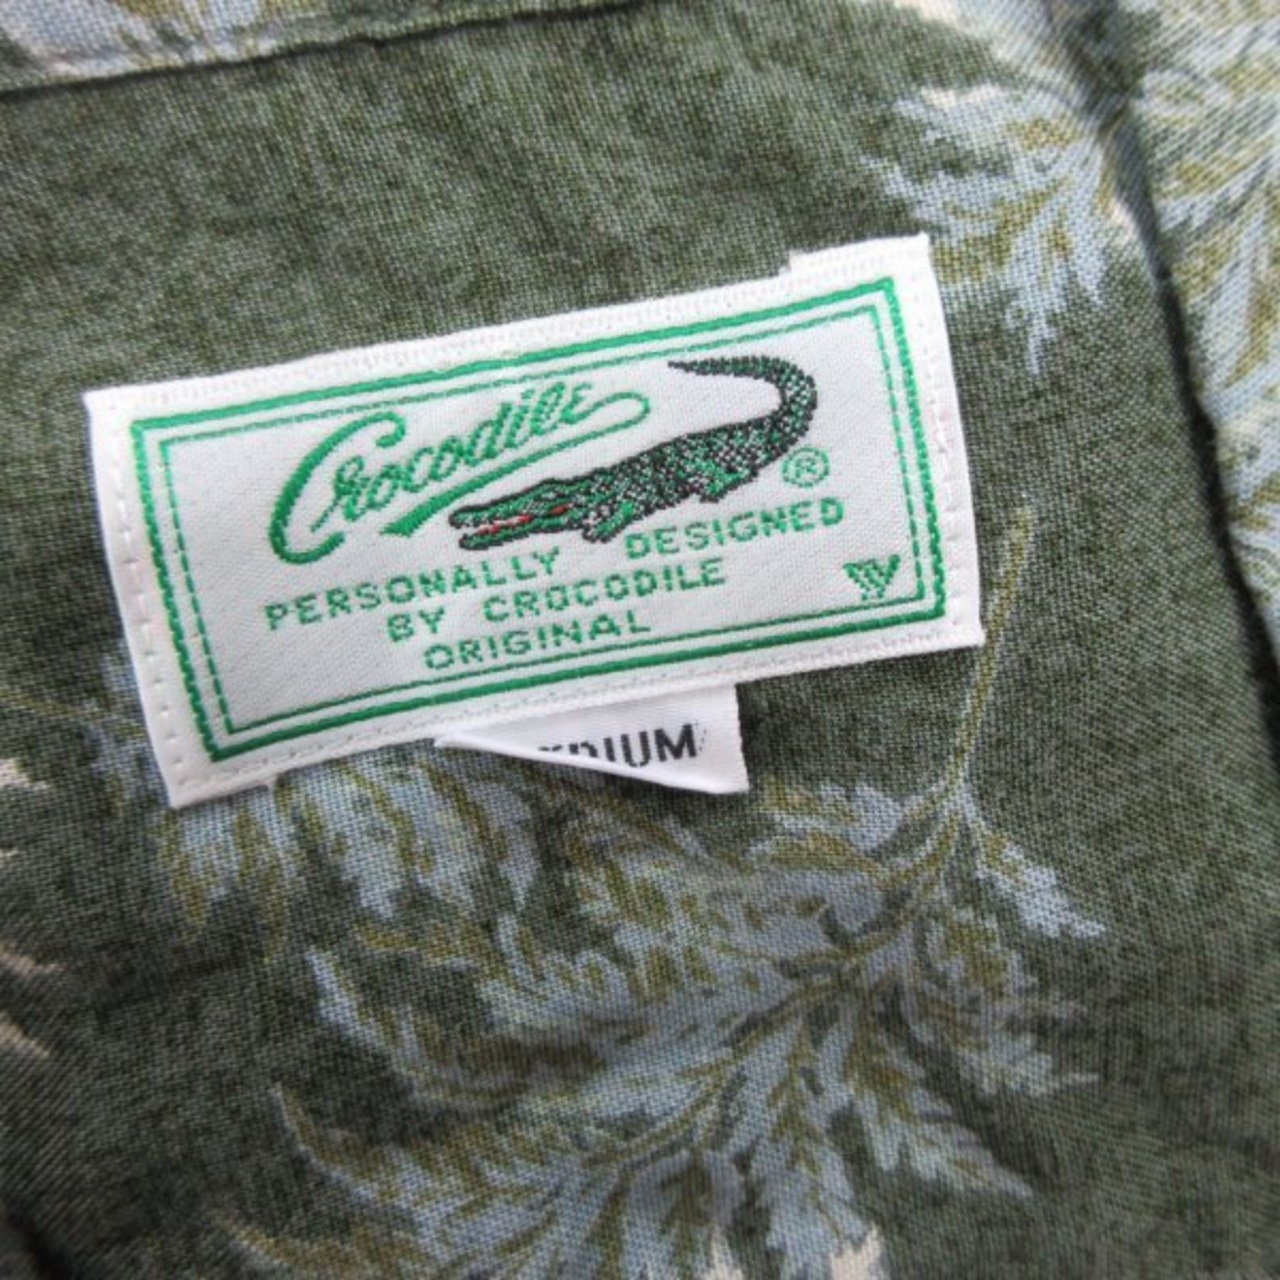 Crocodile ®
PERSONALLY DESIGNED
BY CROCODILE
ORIGINAL